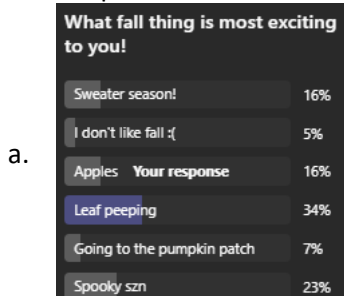 What fall thing is most exciting
to you!
Sweater season! 16%
I don't like fall :( 5%
a.
Apples Your response 16%
Leaf peeping 34%
Going to the pumpkin patch 7%
Spooky szn 23%